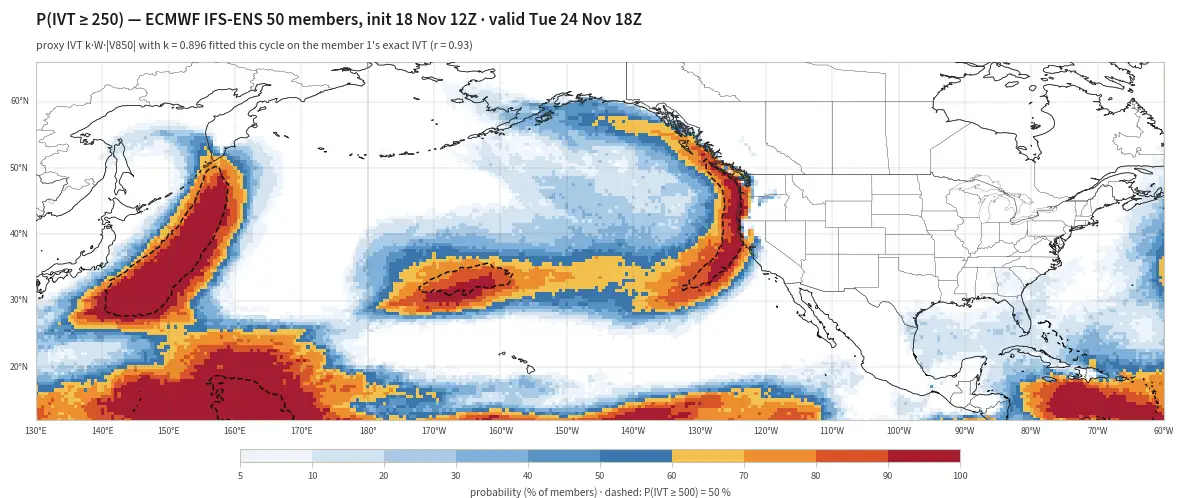 P(IVT ≥ 250) — ECMWF IFS-ENS 50 members, init 18 Nov 12Z · valid Tue 24 Nov 18Z
proxy IVT k·W·|V850| with k = 0.896 fitted this cycle on the member 1's exact IVT (r = 0.93)
60°N
50°N
40°N
30°N
20°N
130°E 140°E 150°E 160°E 170°E 180° 170°W 160°W 150°W 140°W 130°W 120°W 110°W 100°W 90°W 80°W 70°W 60°W
5 10 20 30 40 50 60 70 80 90 100
probability (% of members) · dashed: P(IVT ≥ 500) = 50 %